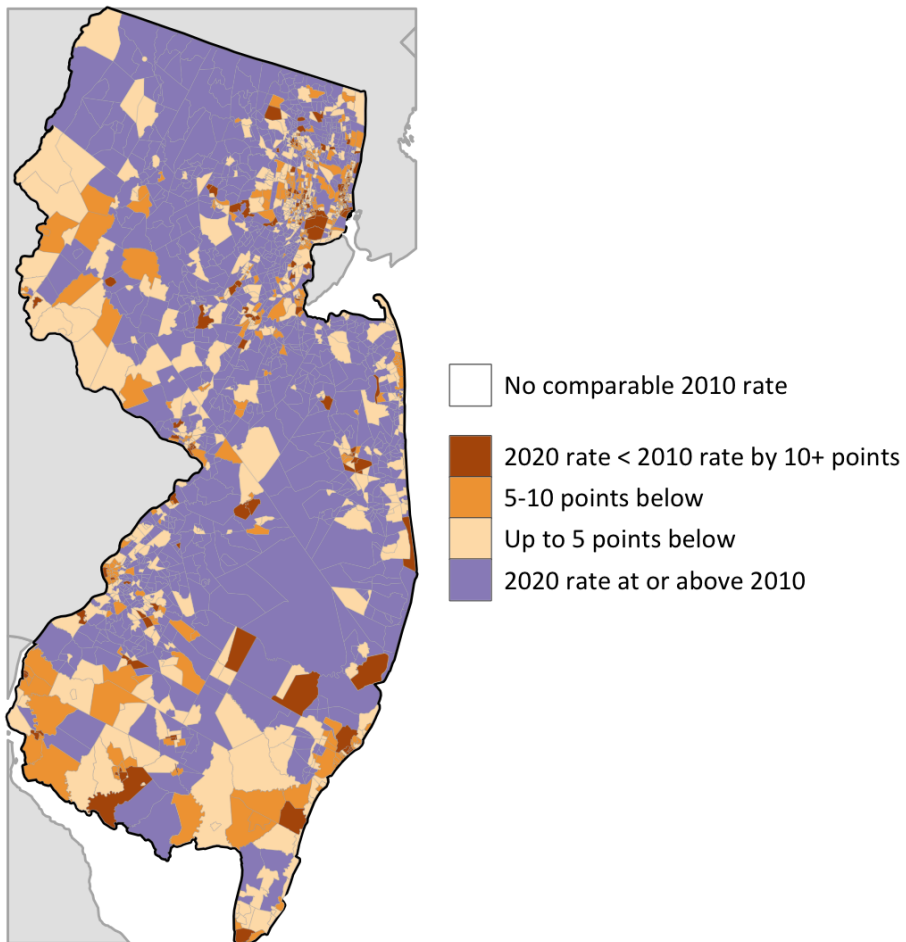 No comparable 2010 rate
2020 rate < 2010 rate by 10+ points
5-10 points below
Up to 5 points below
2020 rate at or above 2010